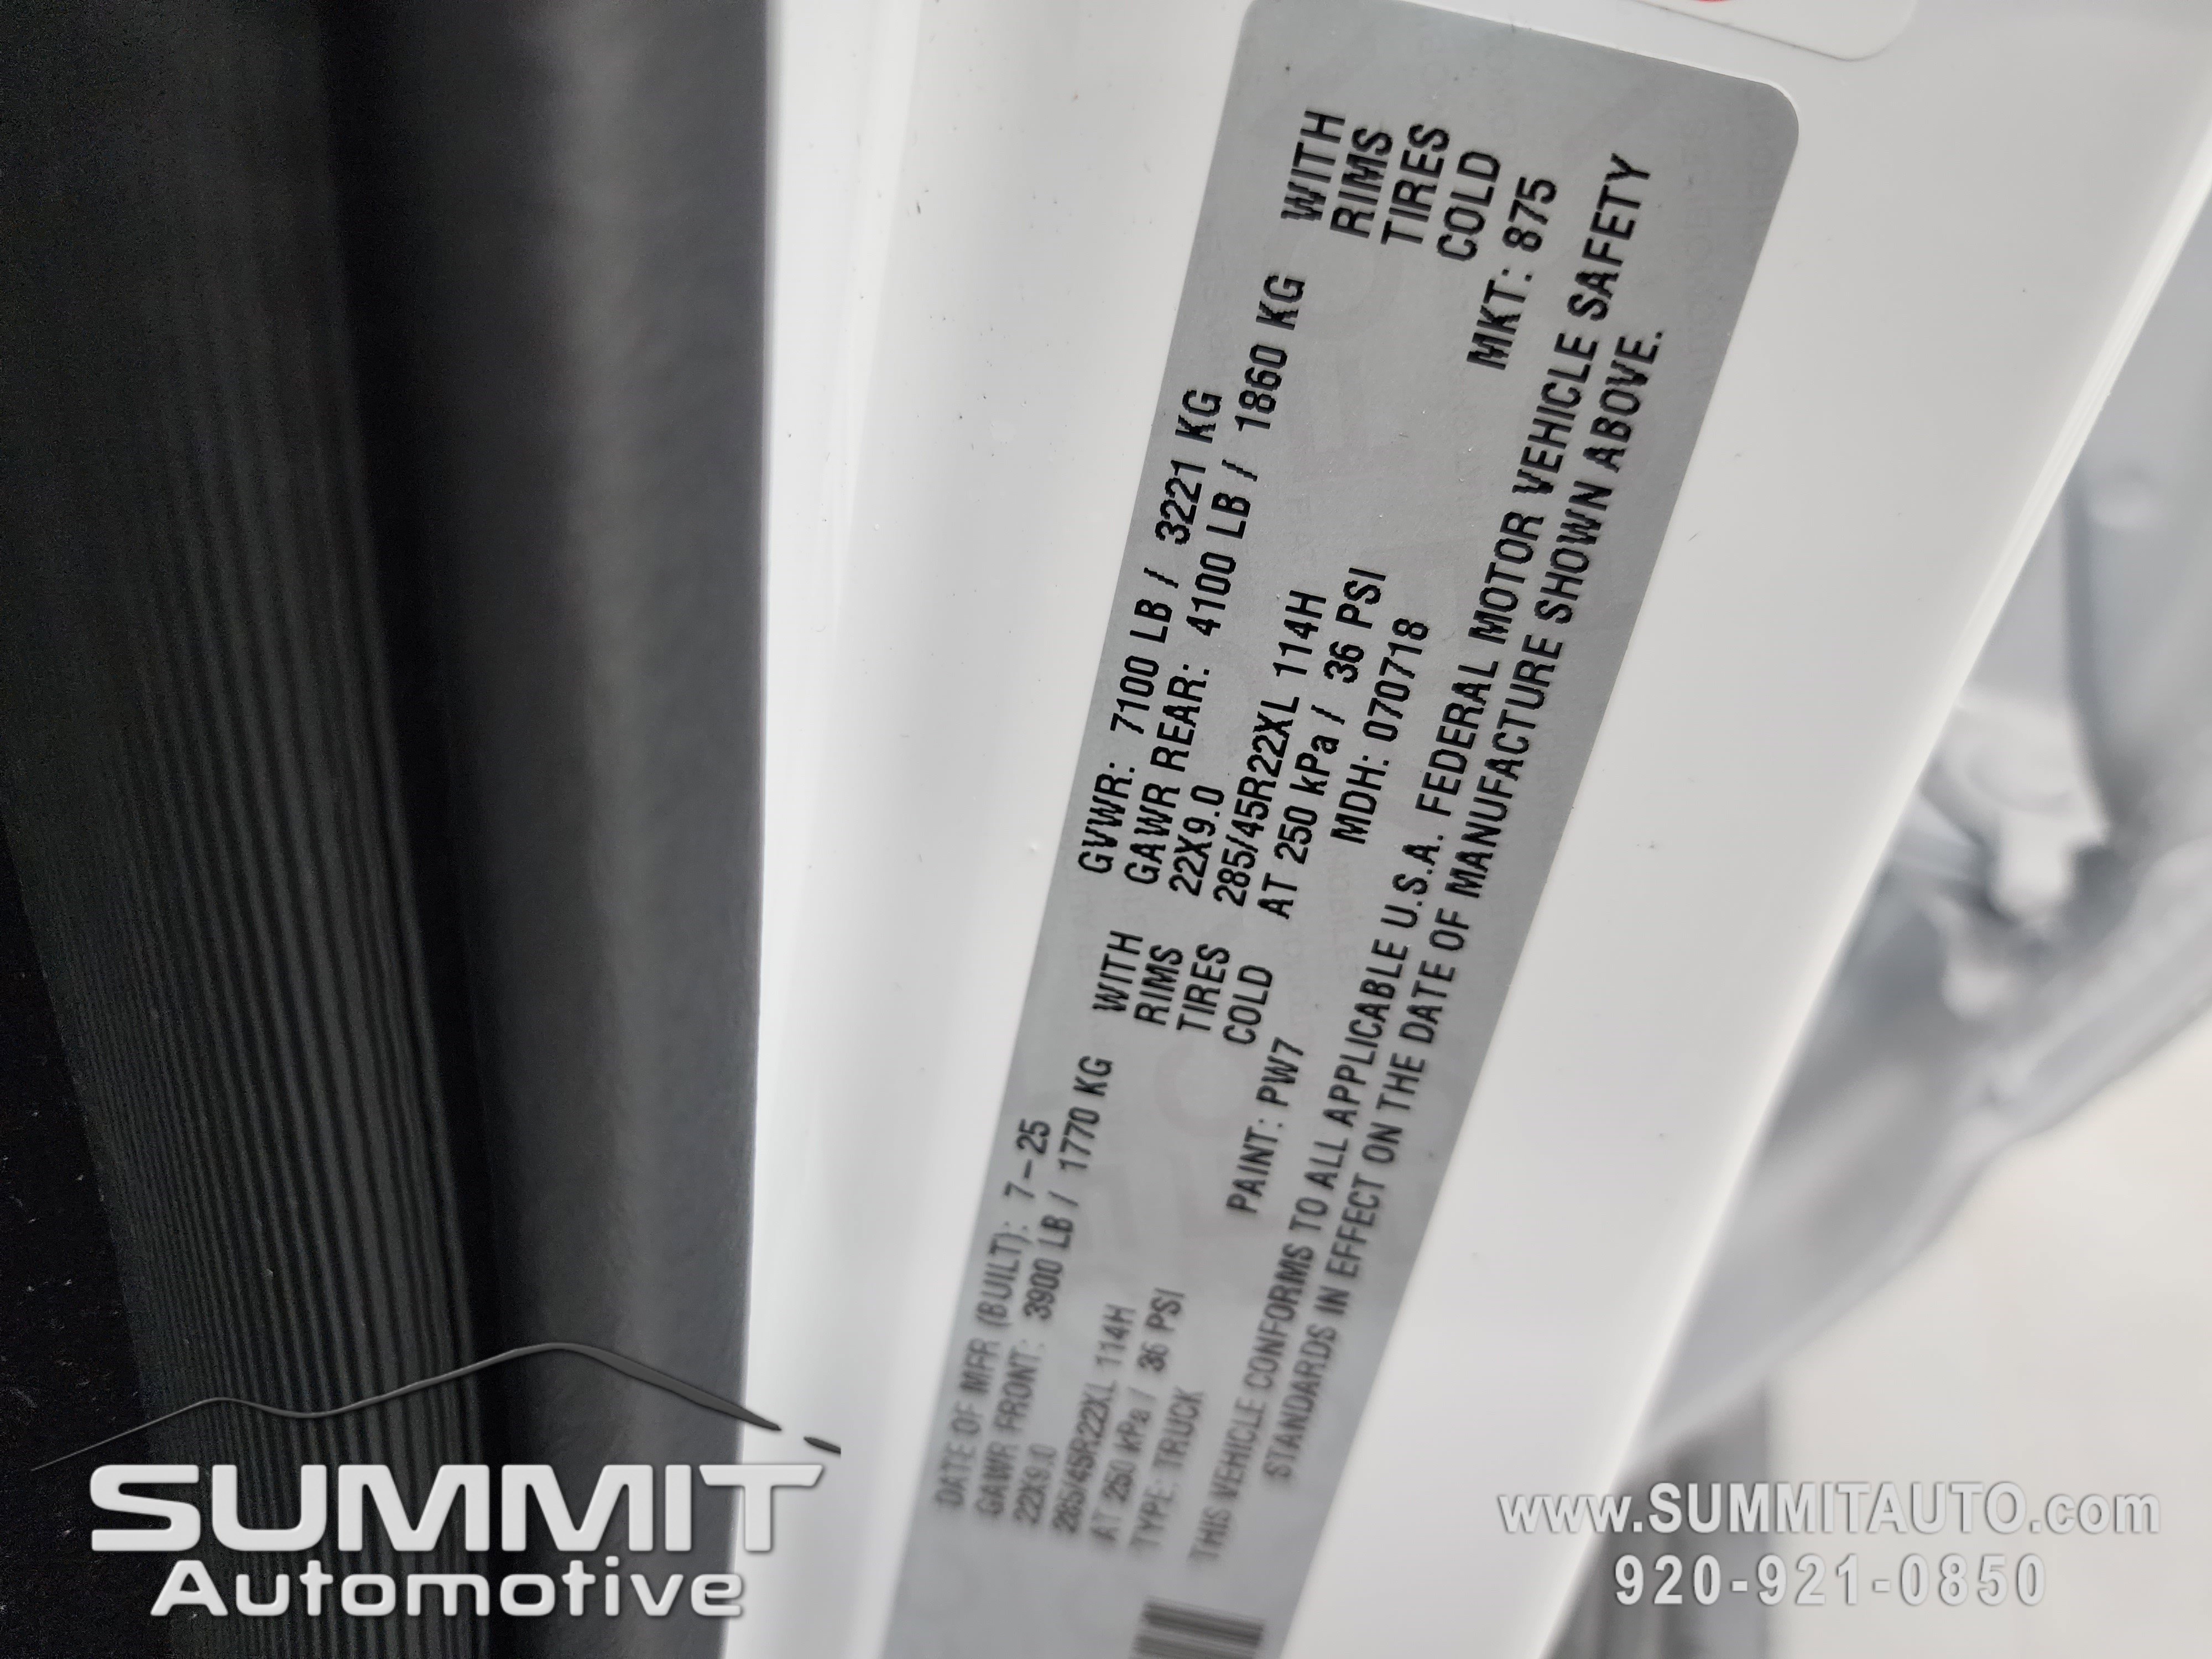 DATE OF MFR (BUILT): 7-25 GVWR: 7100 LB / 3221 KG
GAWR FRONT: 3900 LB / 1770 KG WITH GAWR REAR: 4100 LB / 1860 KG WITH
22X9.0 RIMS 22X9.0 RIMS
285/45R22XL 114H TIRES 285/45R22XL 114H TIRES
AT 250 kPa / 36 PSI COLD AT 250 kPa / 36 PSI COLD
TYPE: TRUCK PAINT: PW7 MDH: 070718 MKT: 875
THIS VEHICLE CONFORMS TO ALL APPLICABLE U.S.A. FEDERAL MOTOR VEHICLE SAFETY
STANDARDS IN EFFECT ON THE DATE OF MANUFACTURE SHOWN ABOVE.
SUMMIT
Automotive
www.SUMMITAUTO.com
920-921-0850